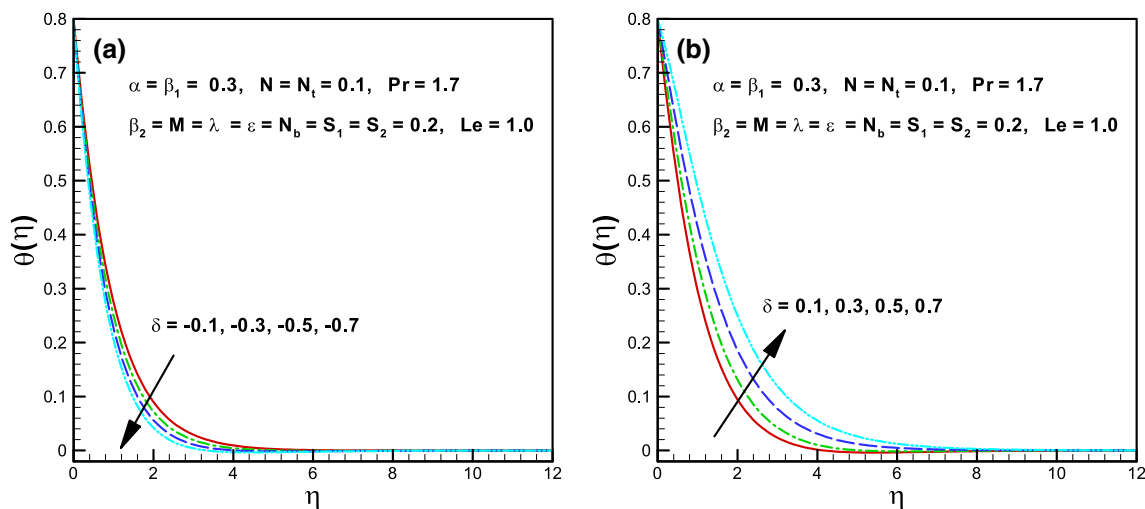 (a)
α = β₁ = 0.3, N = Nₜ = 0.1, Pr = 1.7
β₂ = M = λ = ε = N_b = S₁ = S₂ = 0.2, Le = 1.0
δ = -0.1, -0.3, -0.5, -0.7
θ(η)
0.8
0.7
0.6
0.5
0.4
0.3
0.2
0.1
0
0 2 4 6 8 10 12
η
(b)
α = β₁ = 0.3, N = Nₜ = 0.1, Pr = 1.7
β₂ = M = λ = ε = N_b = S₁ = S₂ = 0.2, Le = 1.0
δ = 0.1, 0.3, 0.5, 0.7
θ(η)
0.8
0.7
0.6
0.5
0.4
0.3
0.2
0.1
0
0 2 4 6 8 10 12
η